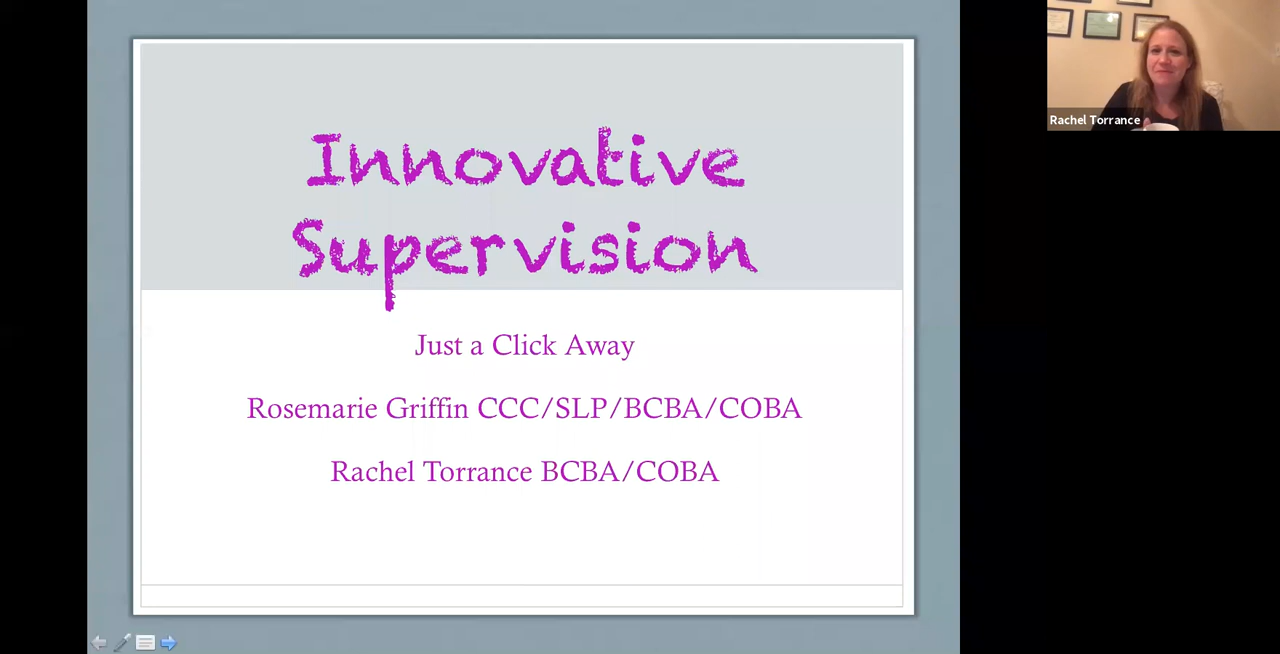 Innovative
Supervision
Just a Click Away
Rosemarie Griffin CCC/SLP/BCBA/COBA
Rachel Torrance BCBA/COBA
Rachel Torrance